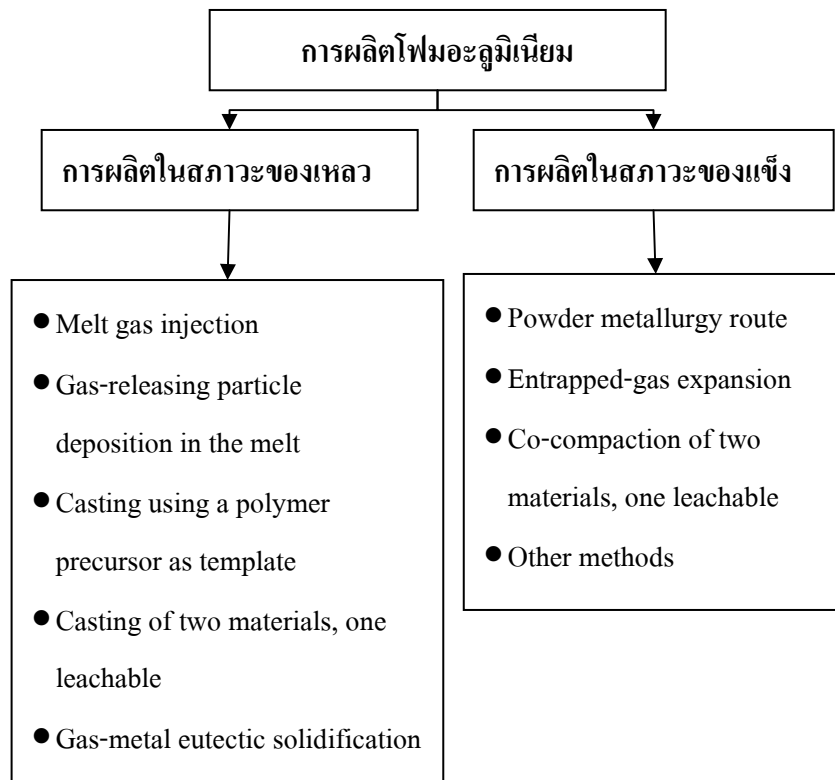 การผลิตโฟมอะลูมิเนียม
การผลิตในสภาวะของเหลว
การผลิตในสภาวะของแข็ง
● Melt gas injection
● Gas-releasing particle
deposition in the melt
● Casting using a polymer
precursor as template
● Casting of two materials, one
leachable
● Gas-metal eutectic solidification
● Powder metallurgy route
● Entrapped-gas expansion
● Co-compaction of two
materials, one leachable
● Other methods